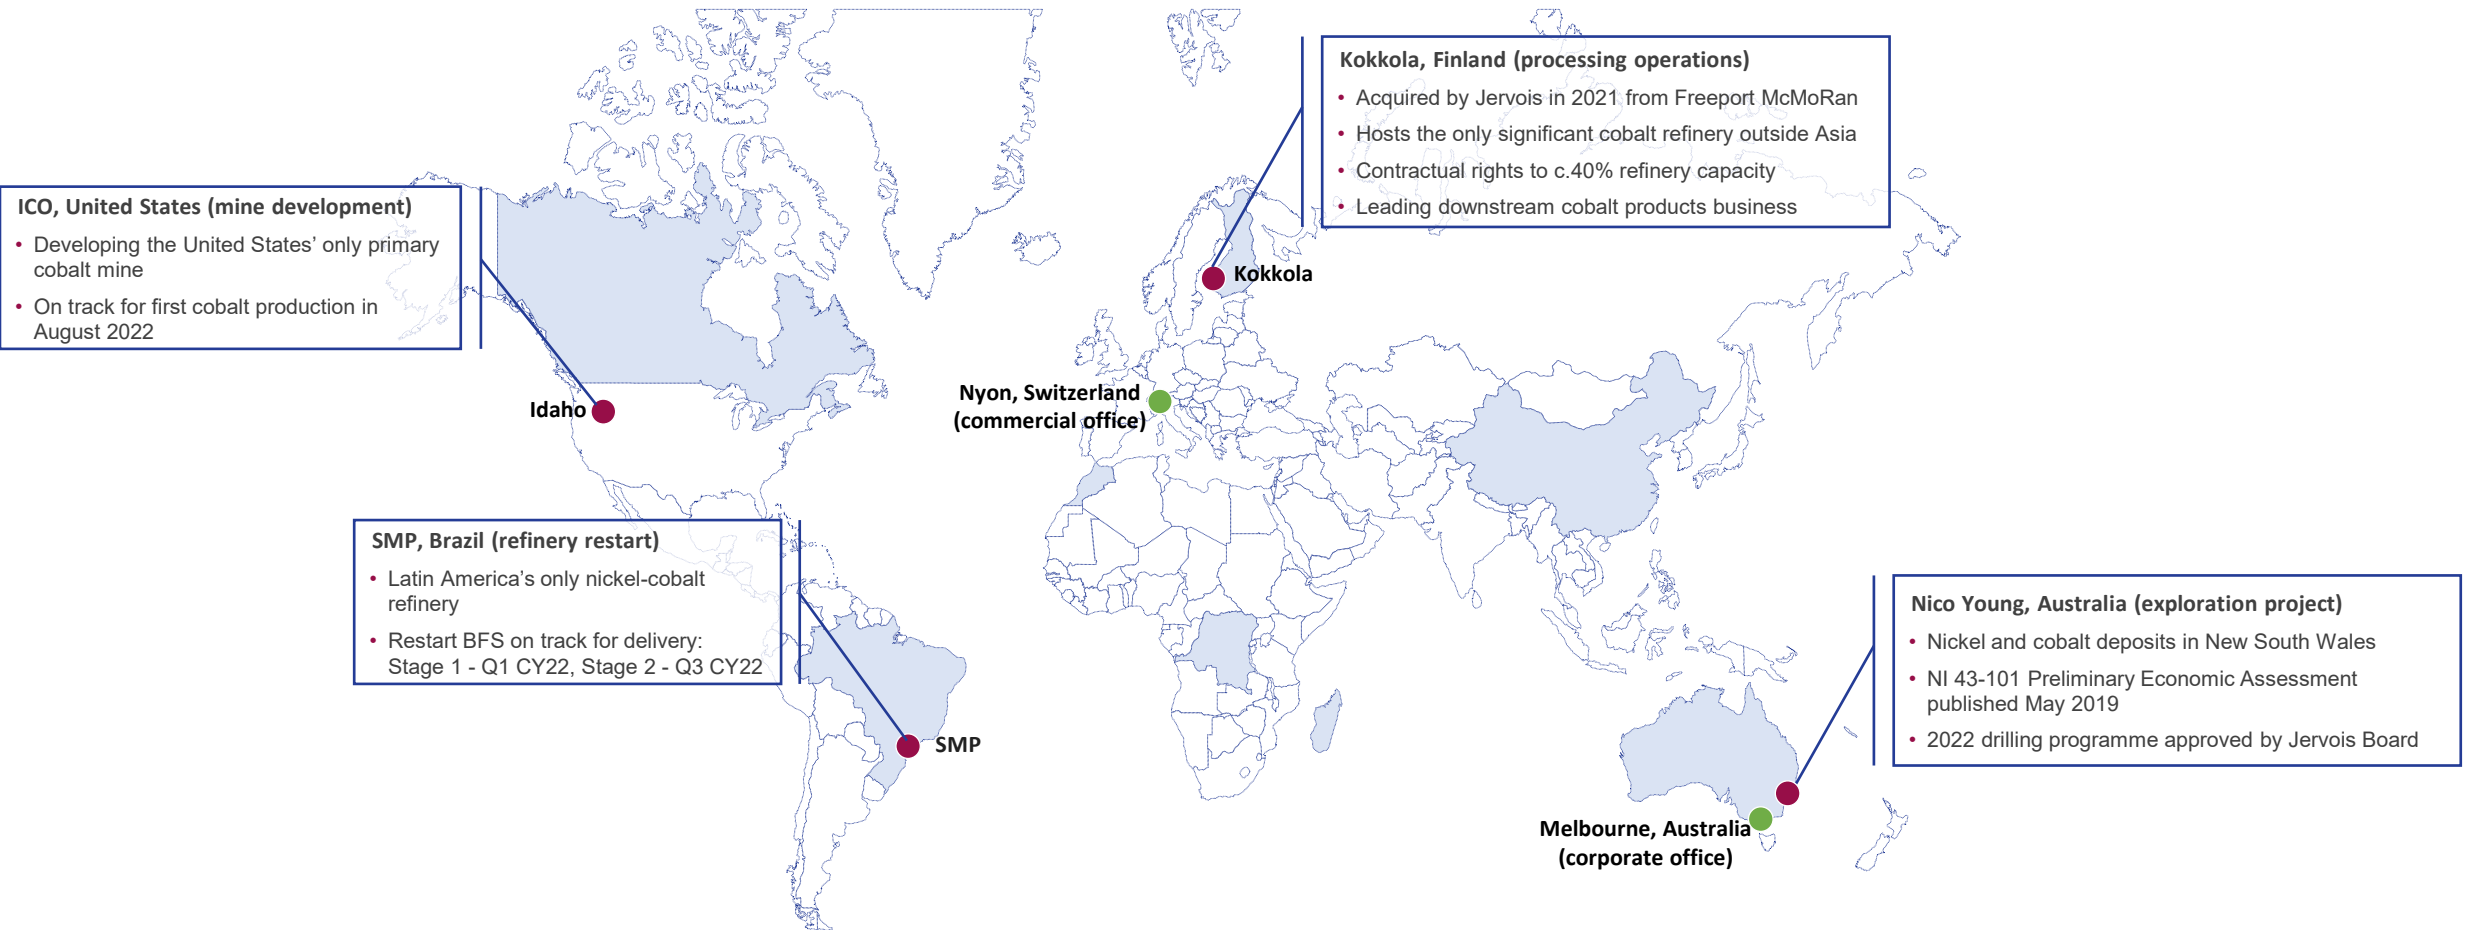 Kokkola, Finland (processing operations)
• Acquired by Jervois in 2021 from Freeport McMoRan
• Hosts the only significant cobalt refinery outside Asia
• Contractual rights to c.40% refinery capacity
• Leading downstream cobalt products business
ICO, United States (mine development)
• Developing the United States’ only primary
cobalt mine
• On track for first cobalt production in
August 2022
Kokkola
Nyon, Switzerland
(commercial office)
Idaho
SMP, Brazil (refinery restart)
• Latin America’s only nickel-cobalt
refinery
• Restart BFS on track for delivery:
Stage 1 - Q1 CY22, Stage 2 - Q3 CY22
SMP
Nico Young, Australia (exploration project)
• Nickel and cobalt deposits in New South Wales
• NI 43-101 Preliminary Economic Assessment
published May 2019
• 2022 drilling programme approved by Jervois Board
Melbourne, Australia
(corporate office)